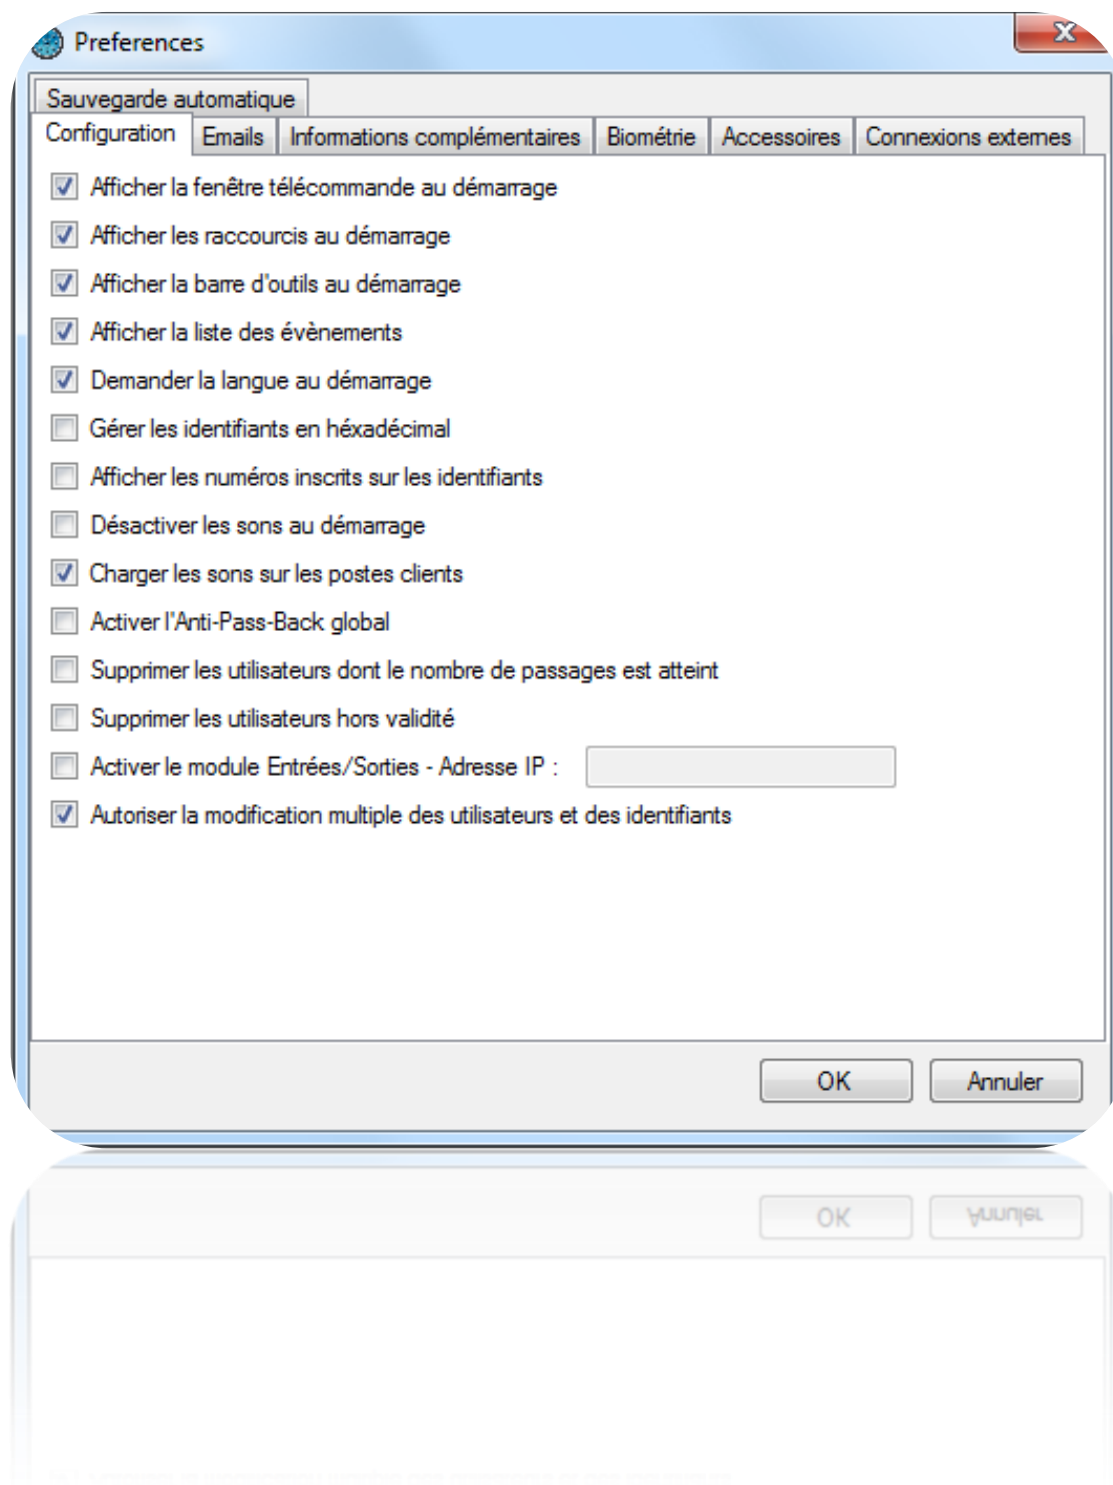 Preferences
Sauvegarde automatique
Configuration Emails Informations complémentaires Biométrie Accessoires Connexions externes
Afficher la fenêtre télécommande au démarrage
Afficher les raccourcis au démarrage
Afficher la barre d'outils au démarrage
Afficher la liste des évènements
Demander la langue au démarrage
Gérer les identifiants en héxadécimal
Afficher les numéros inscrits sur les identifiants
Désactiver les sons au démarrage
Charger les sons sur les postes clients
Activer l'Anti-Pass-Back global
Supprimer les utilisateurs dont le nombre de passages est atteint
Supprimer les utilisateurs hors validité
Activer le module Entrées/Sorties - Adresse IP :
Autoriser la modification multiple des utilisateurs et des identifiants
OK Annuler
OK Annuler